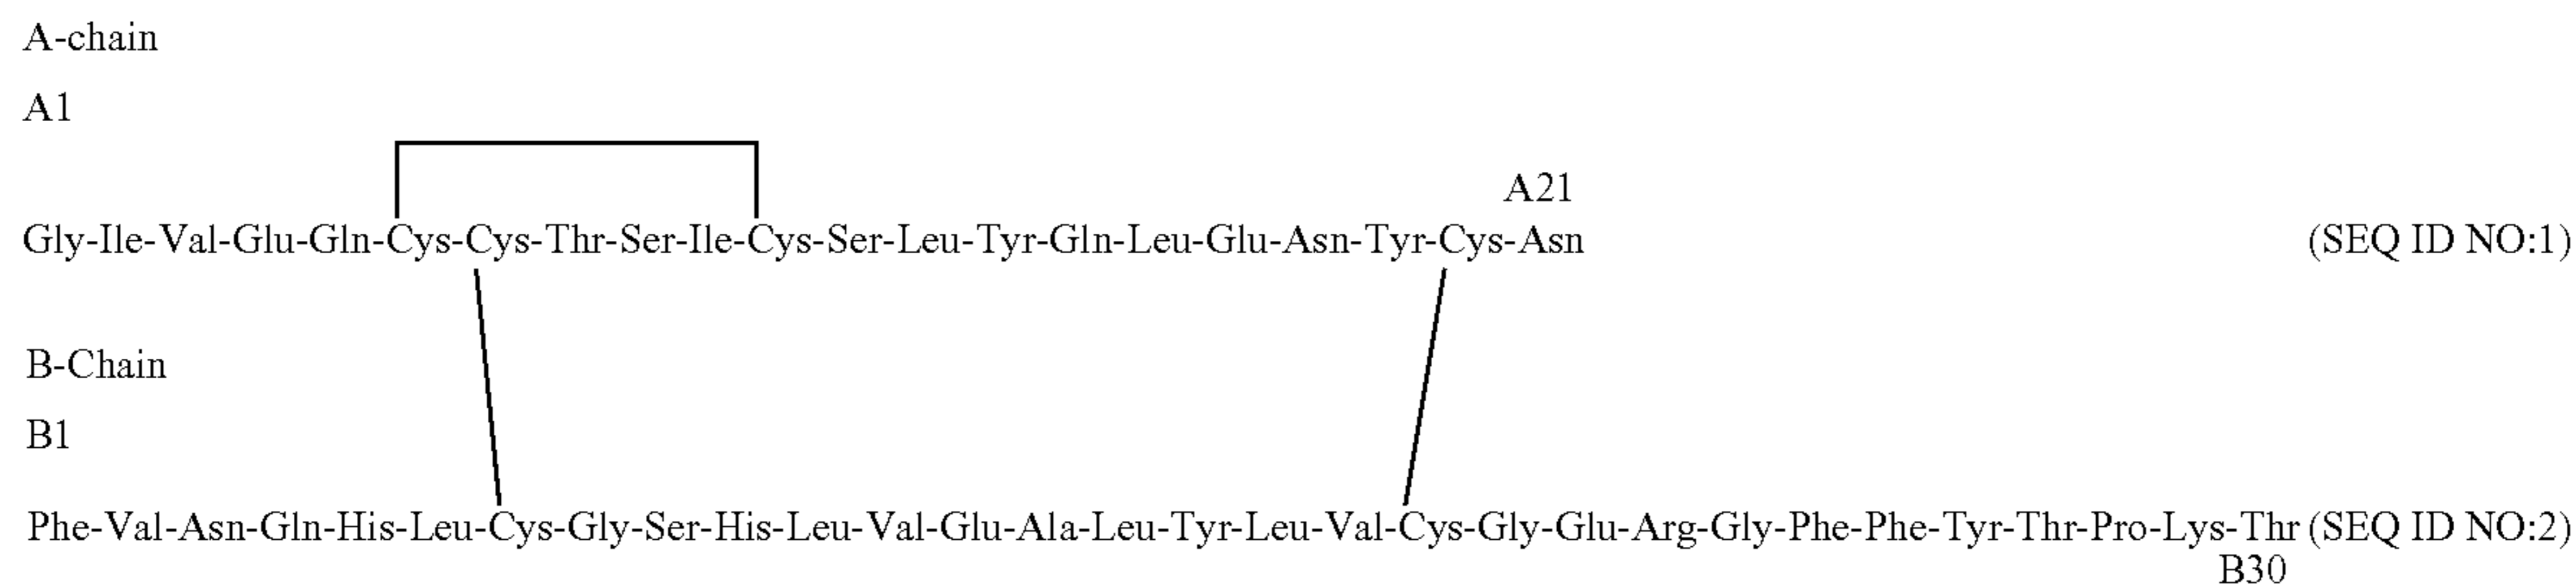 A-chain
A1
A21
Gly-Ile-Val-Glu-Gln-Cys-Cys-Thr-Ser-Ile-Cys-Ser-Leu-Tyr-Gln-Leu-Glu-Asn-Tyr-Cys-Asn (SEQ ID NO:1)
B-Chain
B1
Phe-Val-Asn-Gln-His-Leu-Cys-Gly-Ser-His-Leu-Val-Glu-Ala-Leu-Tyr-Leu-Val-Cys-Gly-Glu-Arg-Gly-Phe-Phe-Tyr-Thr-Pro-Lys-Thr (SEQ ID NO:2)
B30